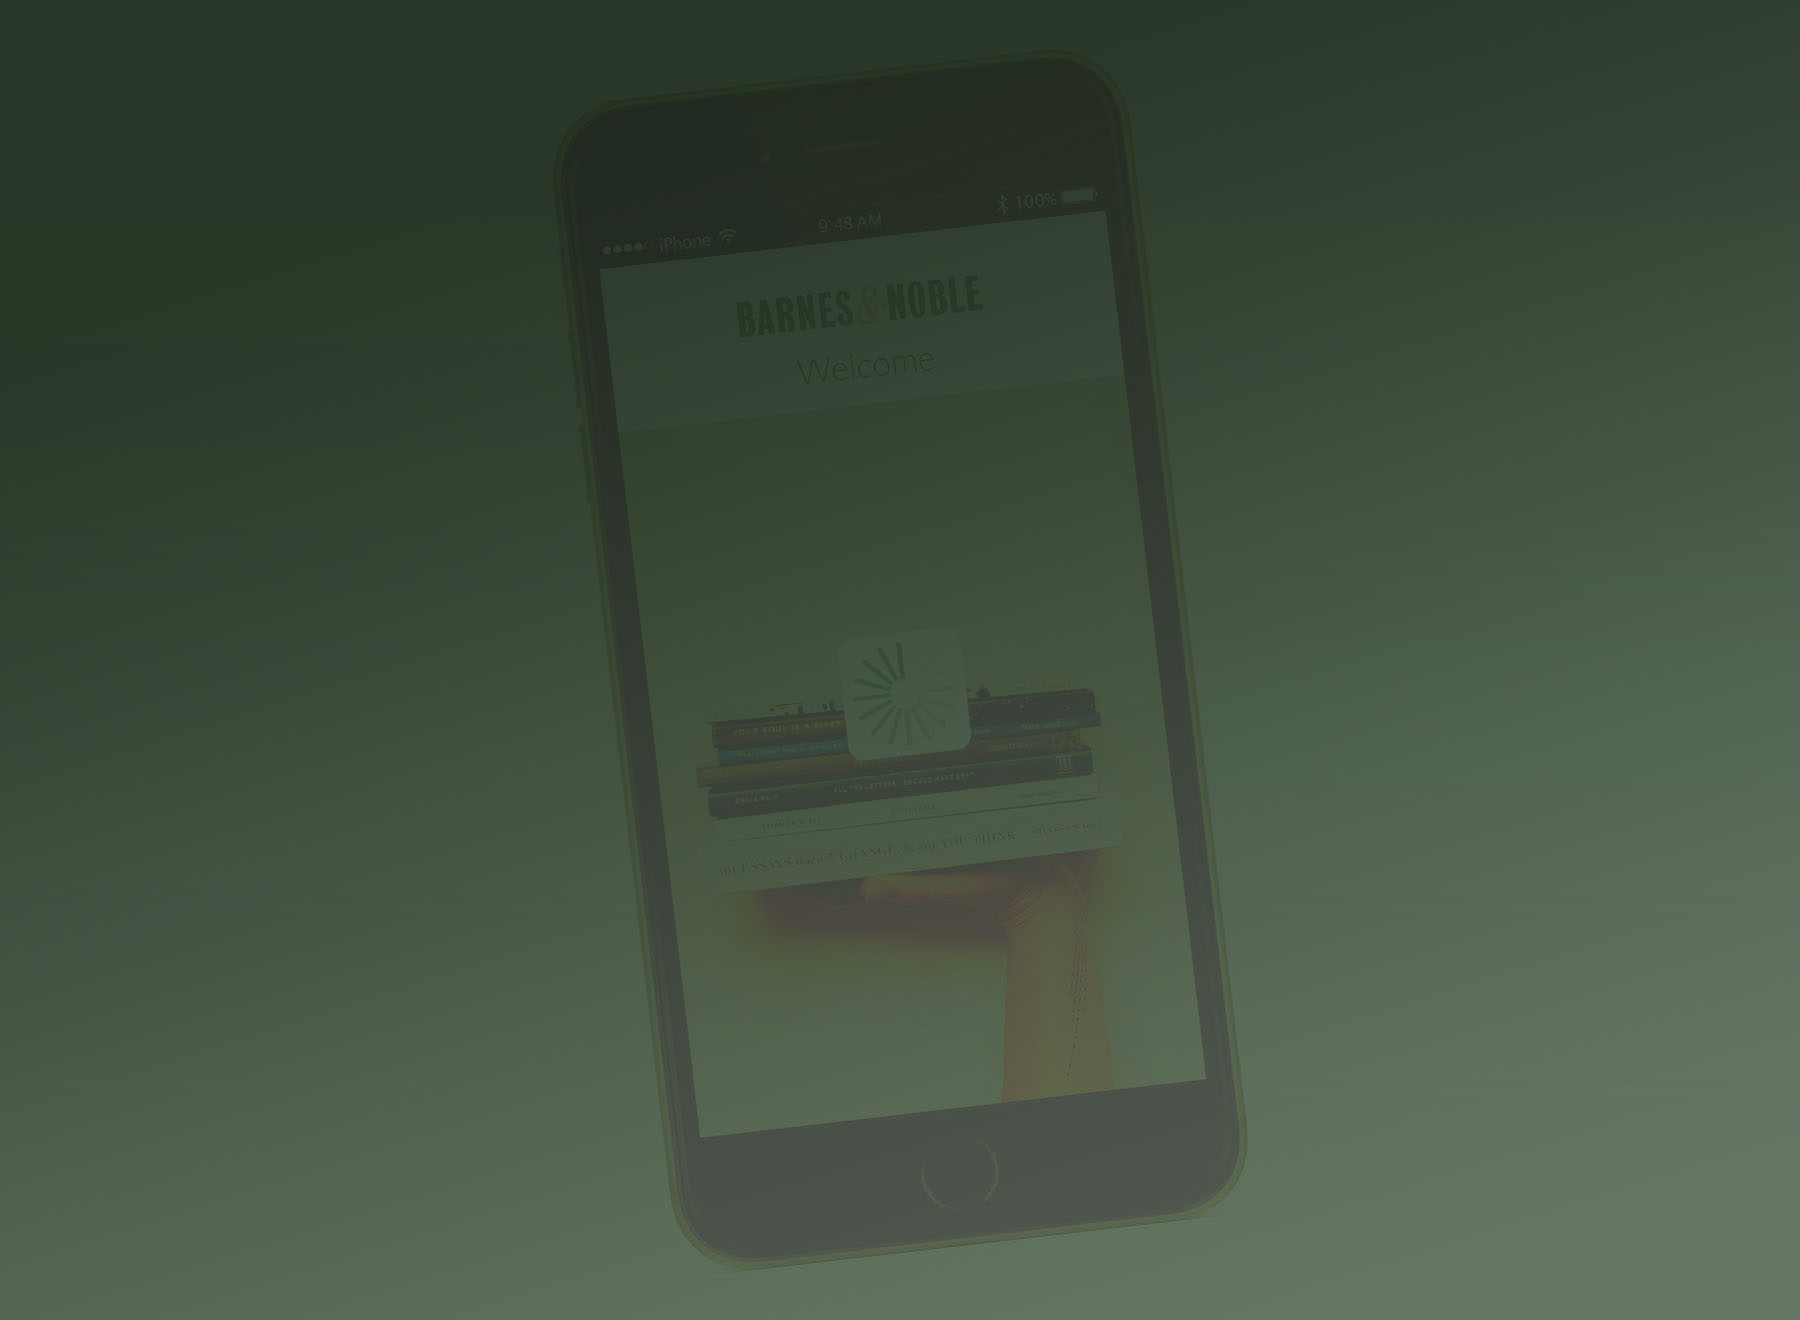 iPhone 9:48 AM 100%
BARNES&NOBLE
Welcome
YOUR SOUL IS A RIVER
ALL THE LETTERS I SHOULD HAVE SENT
101 ESSAYS that will CHANGE the way YOU THINK